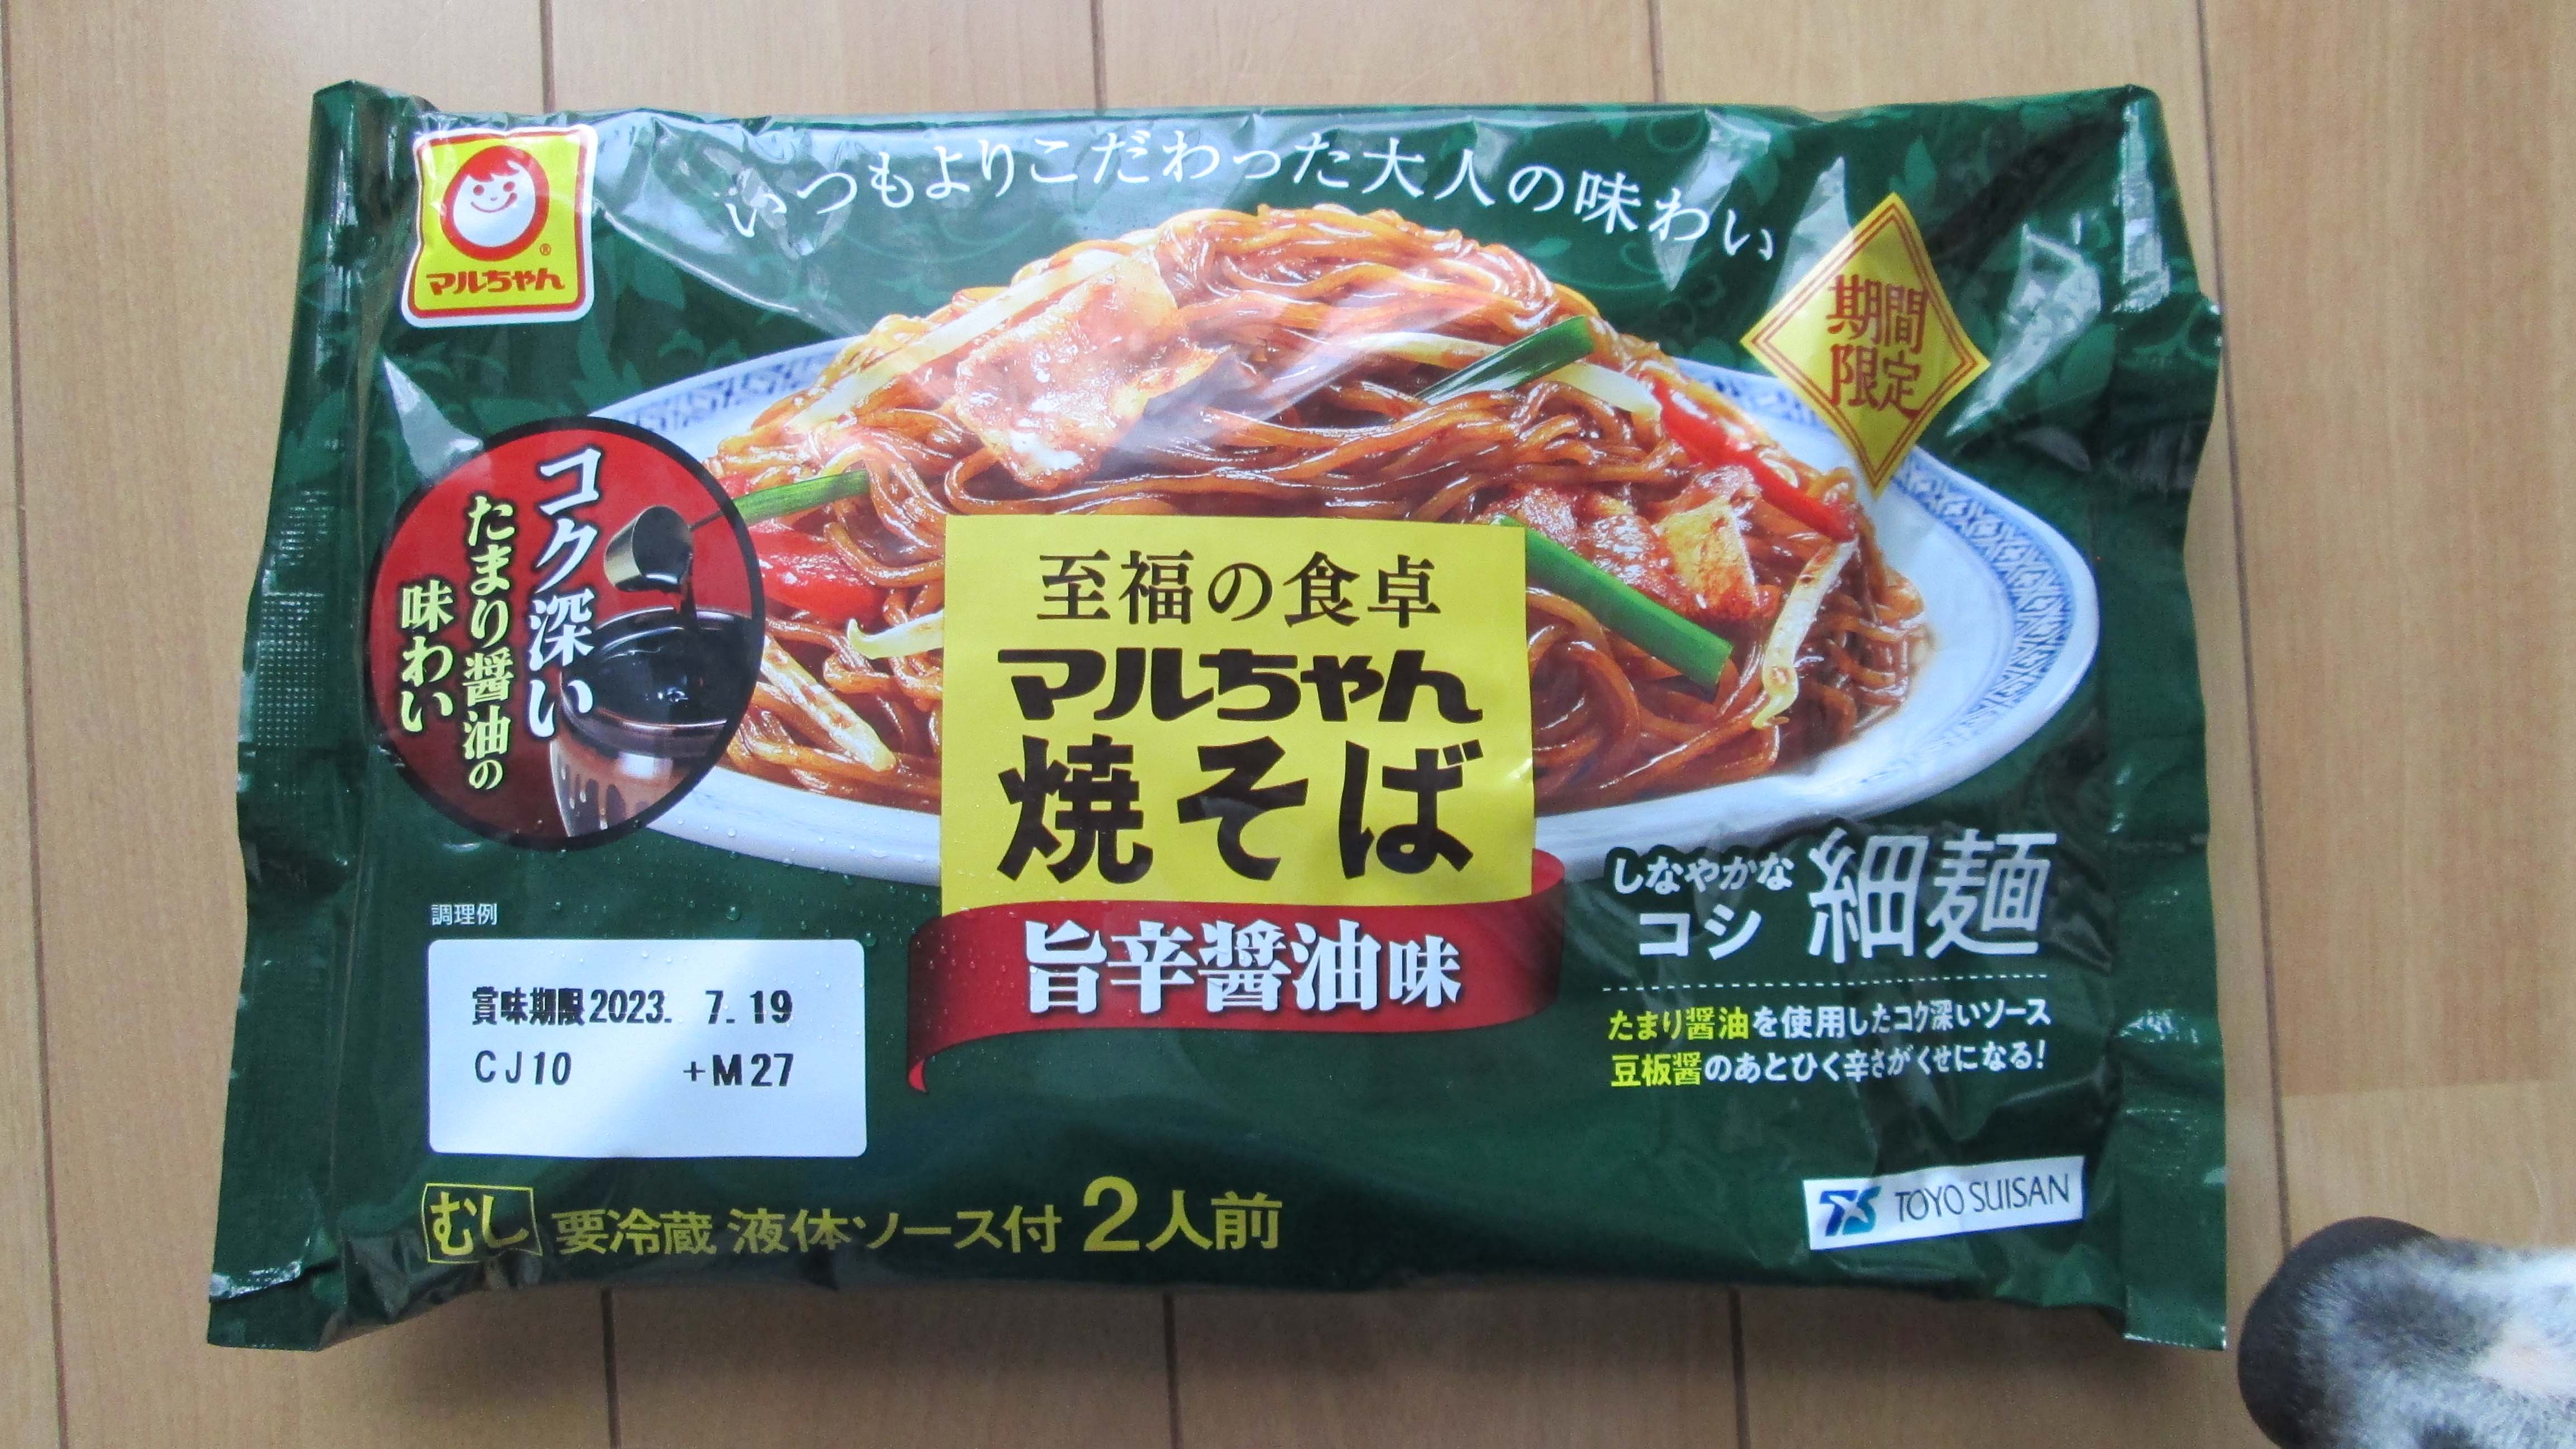 いつもよりこだわった大人の味わい
®
マルちゃん
期間
限定
コク深い
たまり醤油の
味わい
至福の食卓
マルちゃん
焼そば
旨辛醤油味
しなやかな
コシ
細麺
たまり醤油を使用したコク深いソース
豆板醤のあとひく辛さがくせになる!
調理例
賞味期限2023. 7. 19
CJ10 +M27
むし 要冷蔵 液体ソース付 2人前
TS TOYO SUISAN